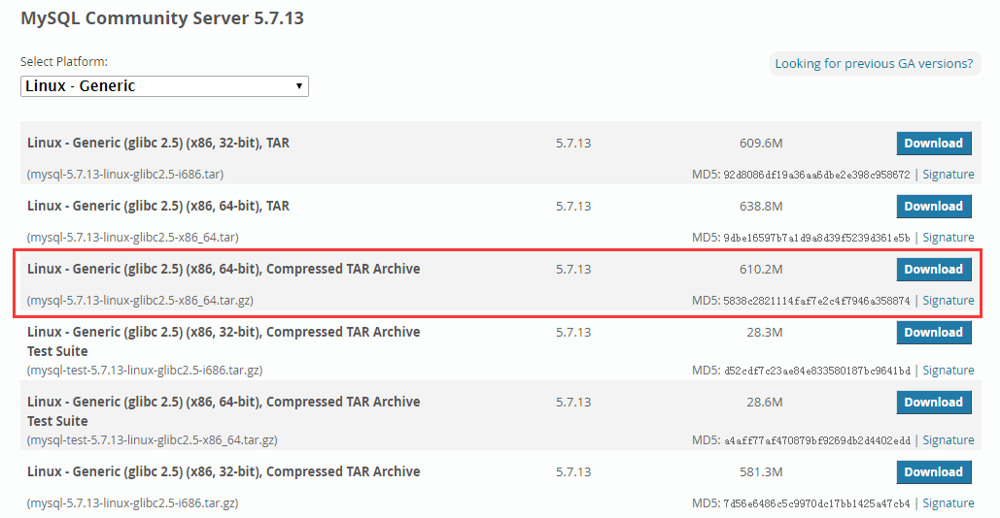 MySQL Community Server 5.7.13
Select Platform:
Looking for previous GA versions?
Linux - Generic
Linux - Generic (glibc 2.5) (x86, 32-bit), TAR 5.7.13 609.6M Download
(mysql-5.7.13-linux-glibc2.5-i686.tar) MD5: 92d8086df19a36aa6dbe2e398c958672 | Signature
Linux - Generic (glibc 2.5) (x86, 64-bit), TAR 5.7.13 638.8M Download
(mysql-5.7.13-linux-glibc2.5-x86_64.tar) MD5: 9dbe16597b7a1d9a8d39f5239d361e5b | Signature
Linux - Generic (glibc 2.5) (x86, 64-bit), Compressed TAR Archive 5.7.13 610.2M Download
(mysql-5.7.13-linux-glibc2.5-x86_64.tar.gz) MD5: 5838c2821114faf7e2c4f7946a358874 | Signature
Linux - Generic (glibc 2.5) (x86, 32-bit), Compressed TAR Archive 5.7.13 28.3M Download
Test Suite
(mysql-test-5.7.13-linux-glibc2.5-i686.tar.gz) MD5: d52cdf7c23ae84e833580187bc9641bd | Signature
Linux - Generic (glibc 2.5) (x86, 64-bit), Compressed TAR Archive 5.7.13 28.6M Download
Test Suite
(mysql-test-5.7.13-linux-glibc2.5-x86_64.tar.gz) MD5: a4aff77af470879bf9269db2d4402edd | Signature
Linux - Generic (glibc 2.5) (x86, 32-bit), Compressed TAR Archive 5.7.13 581.3M Download
(mysql-5.7.13-linux-glibc2.5-i686.tar.gz) MD5: 7d56e6486c5c9970dc17bb1425a47cb4 | Signature